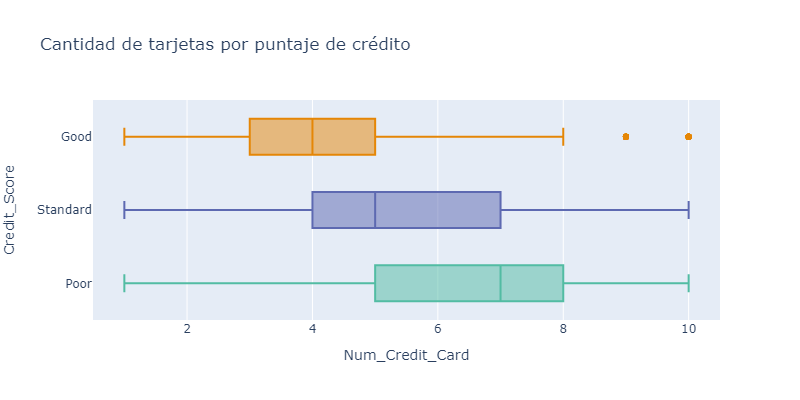 Cantidad de tarjetas por puntaje de crédito
Credit_Score
Good
Standard
Poor
2 4 6 8 10
Num_Credit_Card